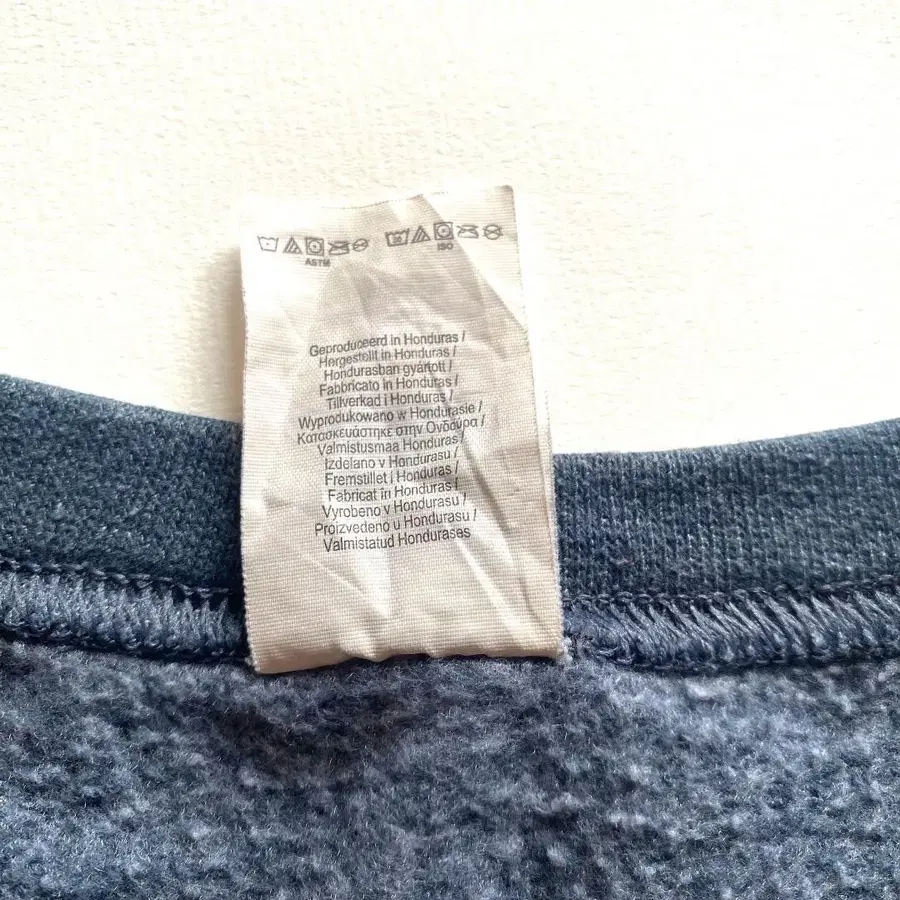 ASTM ISO
Geproduceerd in Honduras /
Hergestellt in Honduras /
Hondurasban gyártott /
Fabbricato in Honduras /
Tillverkad i Honduras /
Wyprodukowano w Hondurasie /
Κατασκευάστηκε στην Ονδούρα /
Valmistusmaa Honduras /
Izdelano v Hondurasu /
Fremstillet i Honduras /
Fabricat în Honduras /
Vyrobeno v Hondurasu /
Proizvedeno u Hondurasu /
Valmistatud Hondurases